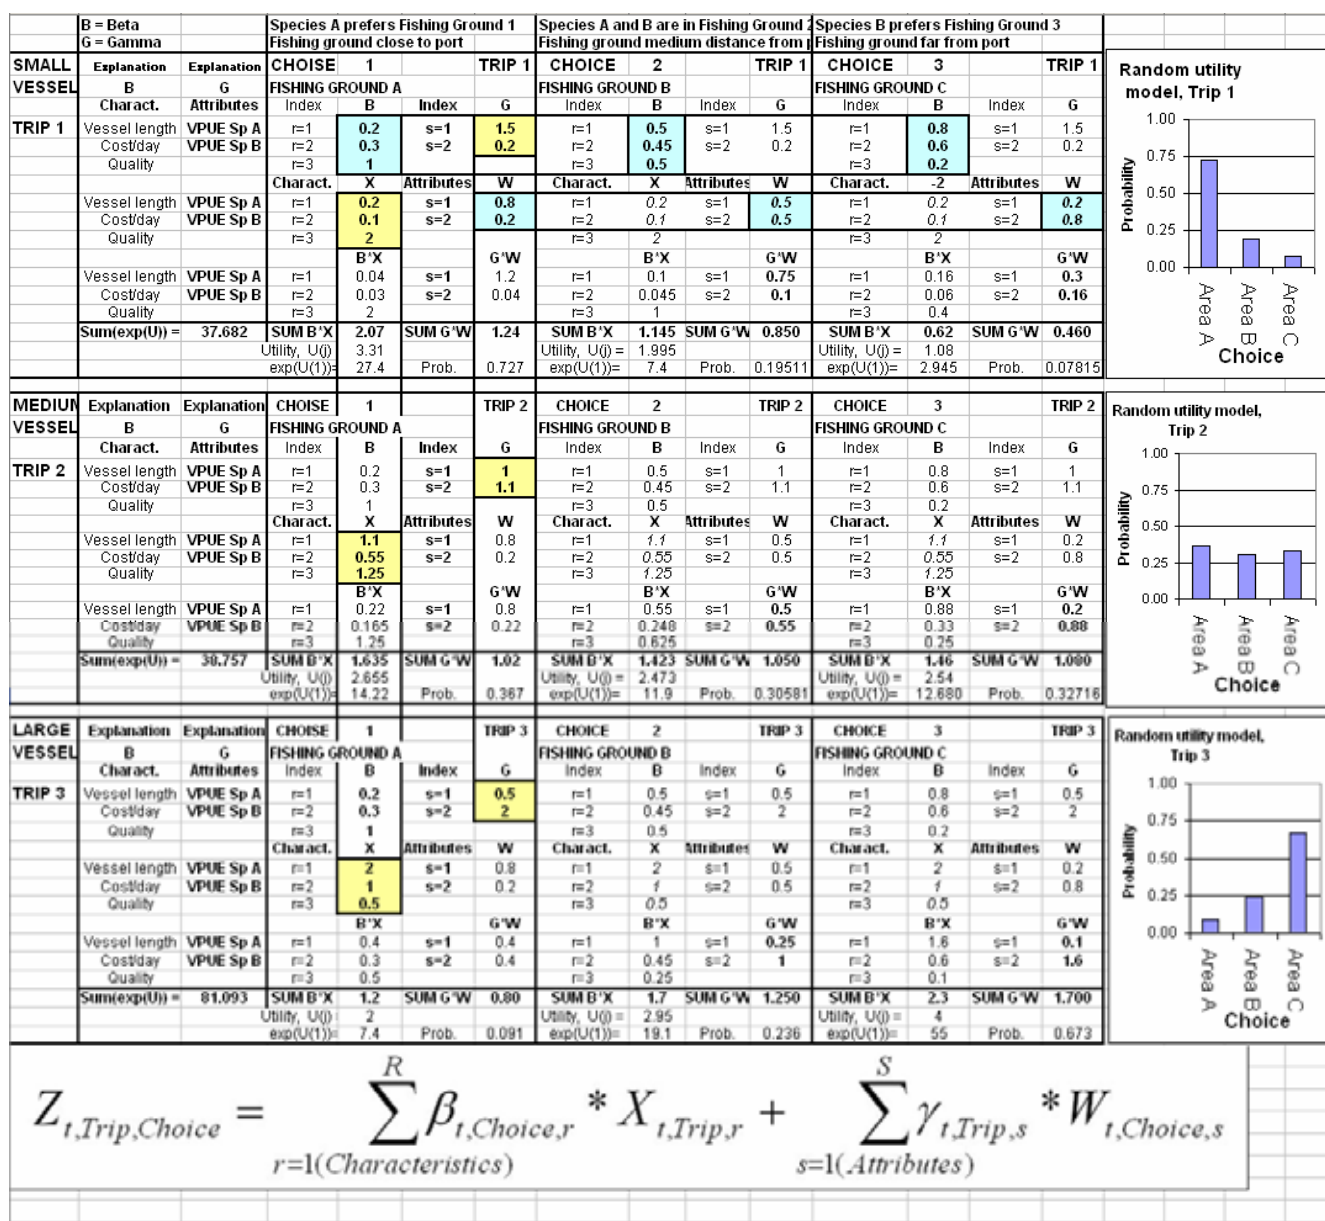 B = Beta Species A prefers Fishing Ground 1 Species A and B are in Fishing Ground 2 Species B prefers Fishing Ground 3
G = Gamma Fishing ground close to port Fishing ground medium distance from Fishing ground far from port
SMALL Explanation Explanation CHOISE 1 TRIP 1 CHOICE 2 TRIP 1 CHOICE 3 TRIP 1
VESSEL B G FISHING GROUND A FISHING GROUND B FISHING GROUND C
Charact. Attributes Index B Index G Index B Index G Index B Index G
TRIP 1 Vessel length VPUE Sp A r=1 0.2 s=1 1.5 r=1 0.5 s=1 1.5 r=1 0.8 s=1 1.5
Cost/day VPUE Sp B r=2 0.3 s=2 0.2 r=2 0.45 s=2 0.2 r=2 0.6 s=2 0.2
Quality r=3 1 r=3 0.5 r=3 0.2
Charact. X Attributes W Charact. X Attributes W Charact. -2 Attributes W
Vessel length VPUE Sp A r=1 0.2 s=1 0.8 r=1 0.2 s=1 0.5 r=1 0.2 s=1 0.2
Cost/day VPUE Sp B r=2 0.1 s=2 0.2 r=2 0.1 s=2 0.5 r=2 0.1 s=2 0.8
Quality r=3 2 r=3 2 r=3 2
B*X G*W B*X G*W B*X G*W
Vessel length VPUE Sp A r=1 0.04 s=1 1.2 r=1 0.1 s=1 0.75 r=1 0.16 s=1 0.3
Cost/day VPUE Sp B r=2 0.03 s=2 0.04 r=2 0.045 s=2 0.1 r=2 0.06 s=2 0.16
Quality r=3 2 r=3 1 r=3 0.4
Sum(exp(U)) = 37.682 SUM B*X 2.07 SUM G*W 1.24 SUM B*X 1.145 SUM G*W 0.850 SUM B*X 0.62 SUM G*W 0.460
Utility, U(j) 3.31 Utility, U(j) = 1.995 Utility, U(j) = 1.08
exp(U(1))= 27.4 Prob. 0.727 exp(U(1))= 7.4 Prob. 0.19511 exp(U(1))= 2.945 Prob. 0.07815
Random utility
model, Trip 1
1.00
0.75
0.50
0.25
0.00
Probability
Area A
Area B
Area C
Choice
MEDIUM Explanation Explanation CHOISE 1 TRIP 2 CHOICE 2 TRIP 2 CHOICE 3 TRIP 2
VESSEL B G FISHING GROUND A FISHING GROUND B FISHING GROUND C
Charact. Attributes Index B Index G Index B Index G Index B Index G
TRIP 2 Vessel length VPUE Sp A r=1 0.2 s=1 1 r=1 0.5 s=1 1 r=1 0.8 s=1 1
Cost/day VPUE Sp B r=2 0.3 s=2 1.1 r=2 0.45 s=2 1.1 r=2 0.6 s=2 1.1
Quality r=3 1 r=3 0.5 r=3 0.2
Charact. X Attributes W Charact. X Attributes W Charact. X Attributes W
Vessel length VPUE Sp A r=1 1.1 s=1 0.8 r=1 1.1 s=1 0.5 r=1 1.1 s=1 0.2
Cost/day VPUE Sp B r=2 0.55 s=2 0.2 r=2 0.55 s=2 0.5 r=2 0.55 s=2 0.8
Quality r=3 1.25 r=3 1.25 r=3 1.25
B*X G*W B*X G*W B*X G*W
Vessel length VPUE Sp A r=1 0.22 s=1 0.8 r=1 0.55 s=1 0.5 r=1 0.88 s=1 0.2
Cost/day VPUE Sp B r=2 0.165 s=2 0.22 r=2 0.248 s=2 0.55 r=2 0.33 s=2 0.88
Quality r=3 1.25 r=3 0.625 r=3 0.25
Sum(exp(U)) = 38.757 SUM B*X 1.635 SUM G*W 1.02 SUM B*X 1.423 SUM G*W 1.050 SUM B*X 1.46 SUM G*W 1.080
Utility, U(j) 2.655 Utility, U(j) = 2.473 Utility, U(j) = 2.54
exp(U(1))= 14.22 Prob. 0.367 exp(U(1))= 11.9 Prob. 0.30581 exp(U(1))= 12.680 Prob. 0.32716
Random utility model,
Trip 2
1.00
0.75
0.50
0.25
0.00
Probability
Area A
Area B
Area C
Choice
LARGE Explanation Explanation CHOISE 1 TRIP 3 CHOICE 2 TRIP 3 CHOICE 3 TRIP 3
VESSEL B G FISHING GROUND A FISHING GROUND B FISHING GROUND C
Charact. Attributes Index B Index G Index B Index G Index B Index G
TRIP 3 Vessel length VPUE Sp A r=1 0.2 s=1 0.5 r=1 0.5 s=1 0.5 r=1 0.8 s=1 0.5
Cost/day VPUE Sp B r=2 0.3 s=2 2 r=2 0.45 s=2 2 r=2 0.6 s=2 2
Quality r=3 1 r=3 0.5 r=3 0.2
Charact. X Attributes W Charact. X Attributes W Charact. X Attributes W
Vessel length VPUE Sp A r=1 2 s=1 0.8 r=1 2 s=1 0.5 r=1 2 s=1 0.2
Cost/day VPUE Sp B r=2 1 s=2 0.2 r=2 1 s=2 0.5 r=2 1 s=2 0.8
Quality r=3 0.5 r=3 0.5 r=3 0.5
B*X G*W B*X G*W B*X G*W
Vessel length VPUE Sp A r=1 0.4 s=1 0.4 r=1 1 s=1 0.25 r=1 1.6 s=1 0.1
Cost/day VPUE Sp B r=2 0.3 s=2 0.4 r=2 0.45 s=2 1 r=2 0.6 s=2 1.6
Quality r=3 0.5 r=3 0.25 r=3 0.1
Sum(exp(U)) = 81.093 SUM B*X 1.2 SUM G*W 0.80 SUM B*X 1.7 SUM G*W 1.250 SUM B*X 2.3 SUM G*W 1.700
Utility, U(j) 2 Utility, U(j) = 2.95 Utility, U(j) = 4
exp(U(1))= 7.4 Prob. 0.091 exp(U(1))= 19.1 Prob. 0.236 exp(U(1))= 55 Prob. 0.673
Random utility model,
Trip 3
1.00
0.75
0.50
0.25
0.00
Probability
Area A
Area B
Area C
Choice
Z t,Trip,Choice = R ∑ r=1(Characteristics) β t,Choice,r * X t,Trip,r + S ∑ s=1(Attributes) γ t,Trip,s * W t,Choice,s